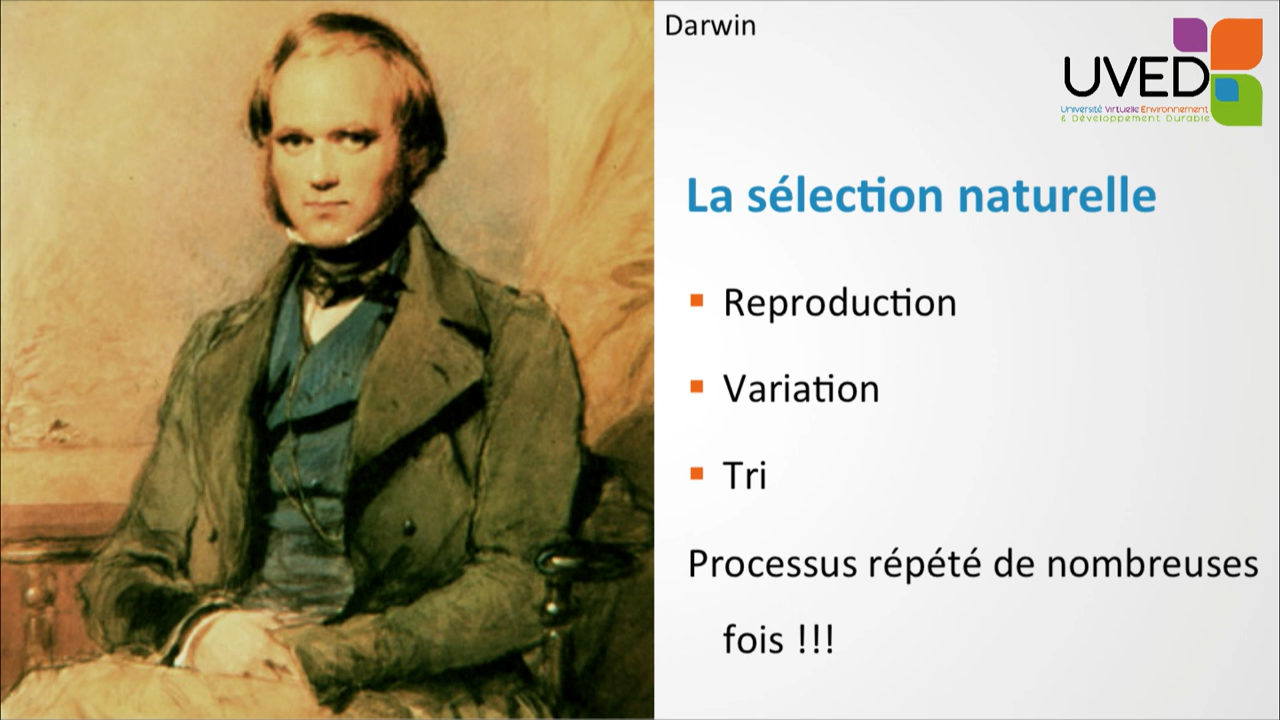 Darwin
UVED
Université Virtuelle Environnement
& Développement Durable
La sélection naturelle
Reproduction
Variation
Tri
Processus répété de nombreuses
fois !!!